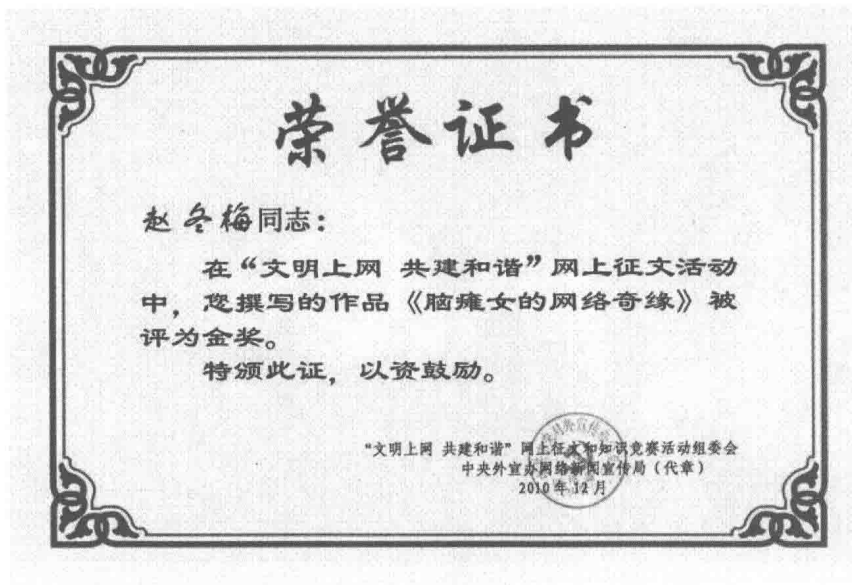 荣誉证书
赵冬梅同志：
在“文明上网 共建和谐”网上征文活动
中，您撰写的作品《脑瘫女的网络奇缘》被
评为金奖。
特颁此证，以资鼓励。
“文明上网 共建和谐”网上征文和知识竞赛活动组委会
中央外宣办网络新闻宣传局（代章）
2010年12月